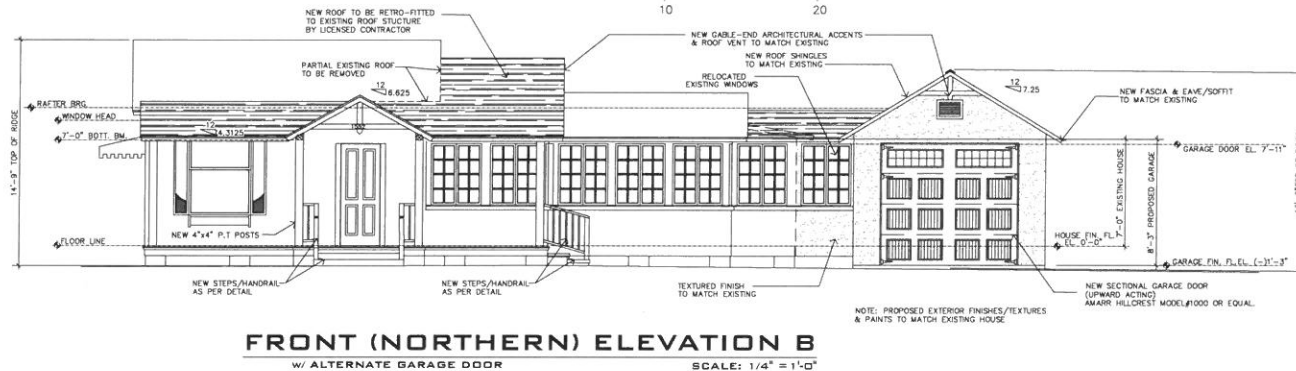 10
20
NEW ROOF TO BE RETRO-FITTED
TO EXISTING ROOF STUCTURE
BY LICENSED CONTRACTOR
NEW GABLE-END ARCHITECTURAL ACCENTS
& ROOF VENT TO MATCH EXISTING
NEW ROOF SHINGLES
TO MATCH EXISTING
PARTIAL EXISTING ROOF
TO BE REMOVED
RELOCATED
EXISTING WINDOWS
12
6.625
12
7.25
NEW FASCIA & EAVE/SOFFIT
TO MATCH EXISTING
RAFTER BRG.
WINDOW HEAD
7'-0" BOTT. BM.
12
4.3125
14'-9" TOP OF RIDGE
GARAGE DOOR EL. 7'-11"
7'-0" EXISTING HOUSE
8'-3" PROPOSED GARAGE
NEW 4"x4" P.T POSTS
FLOOR LINE
HOUSE FIN. FL.
EL. 0'-0"
GARAGE FIN. FL.EL. (-)1'-3"
NEW STEPS/HANDRAIL
AS PER DETAIL
NEW STEPS/HANDRAIL
AS PER DETAIL
TEXTURED FINISH
TO MATCH EXISTING
NEW SECTIONAL GARAGE DOOR
(UPWARD ACTING)
AMARR HILLCREST MODEL#1000 OR EQUAL.
NOTE: PROPOSED EXTERIOR FINISHES/TEXTURES
& PAINTS TO MATCH EXISTING HOUSE
FRONT (NORTHERN) ELEVATION B
W/ ALTERNATE GARAGE DOOR
SCALE: 1/4" = 1'-0"